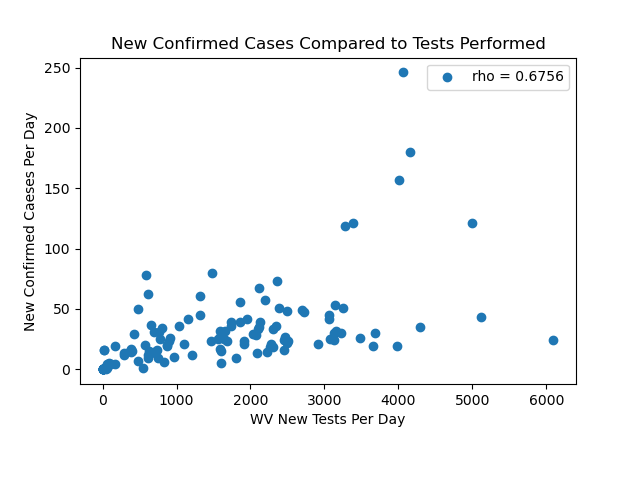 New Confirmed Cases Compared to Tests Performed
rho = 0.6756
New Confirmed Caeses Per Day
250
200
150
100
50
0
0 1000 2000 3000 4000 5000 6000
WV New Tests Per Day